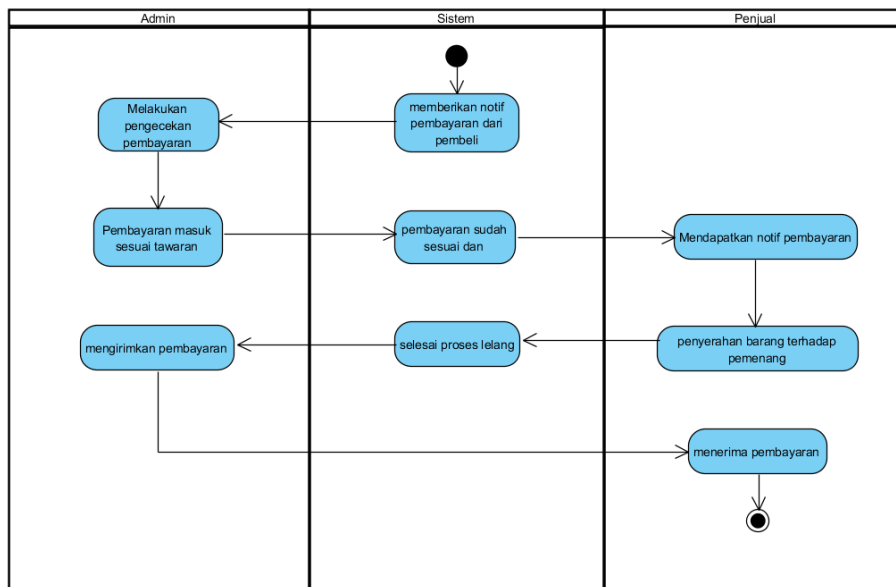 Admin
Sistem
Penjual
memberikan notif
pembayaran dari
pembeli
Melakukan
pengecekan
pembayaran
Pembayaran masuk
sesuai tawaran
pembayaran sudah
sesuai dan
Mendapatkan notif pembayaran
penyerahan barang terhadap
pemenang
selesai proses lelang
mengirimkan pembayaran
menerima pembayaran